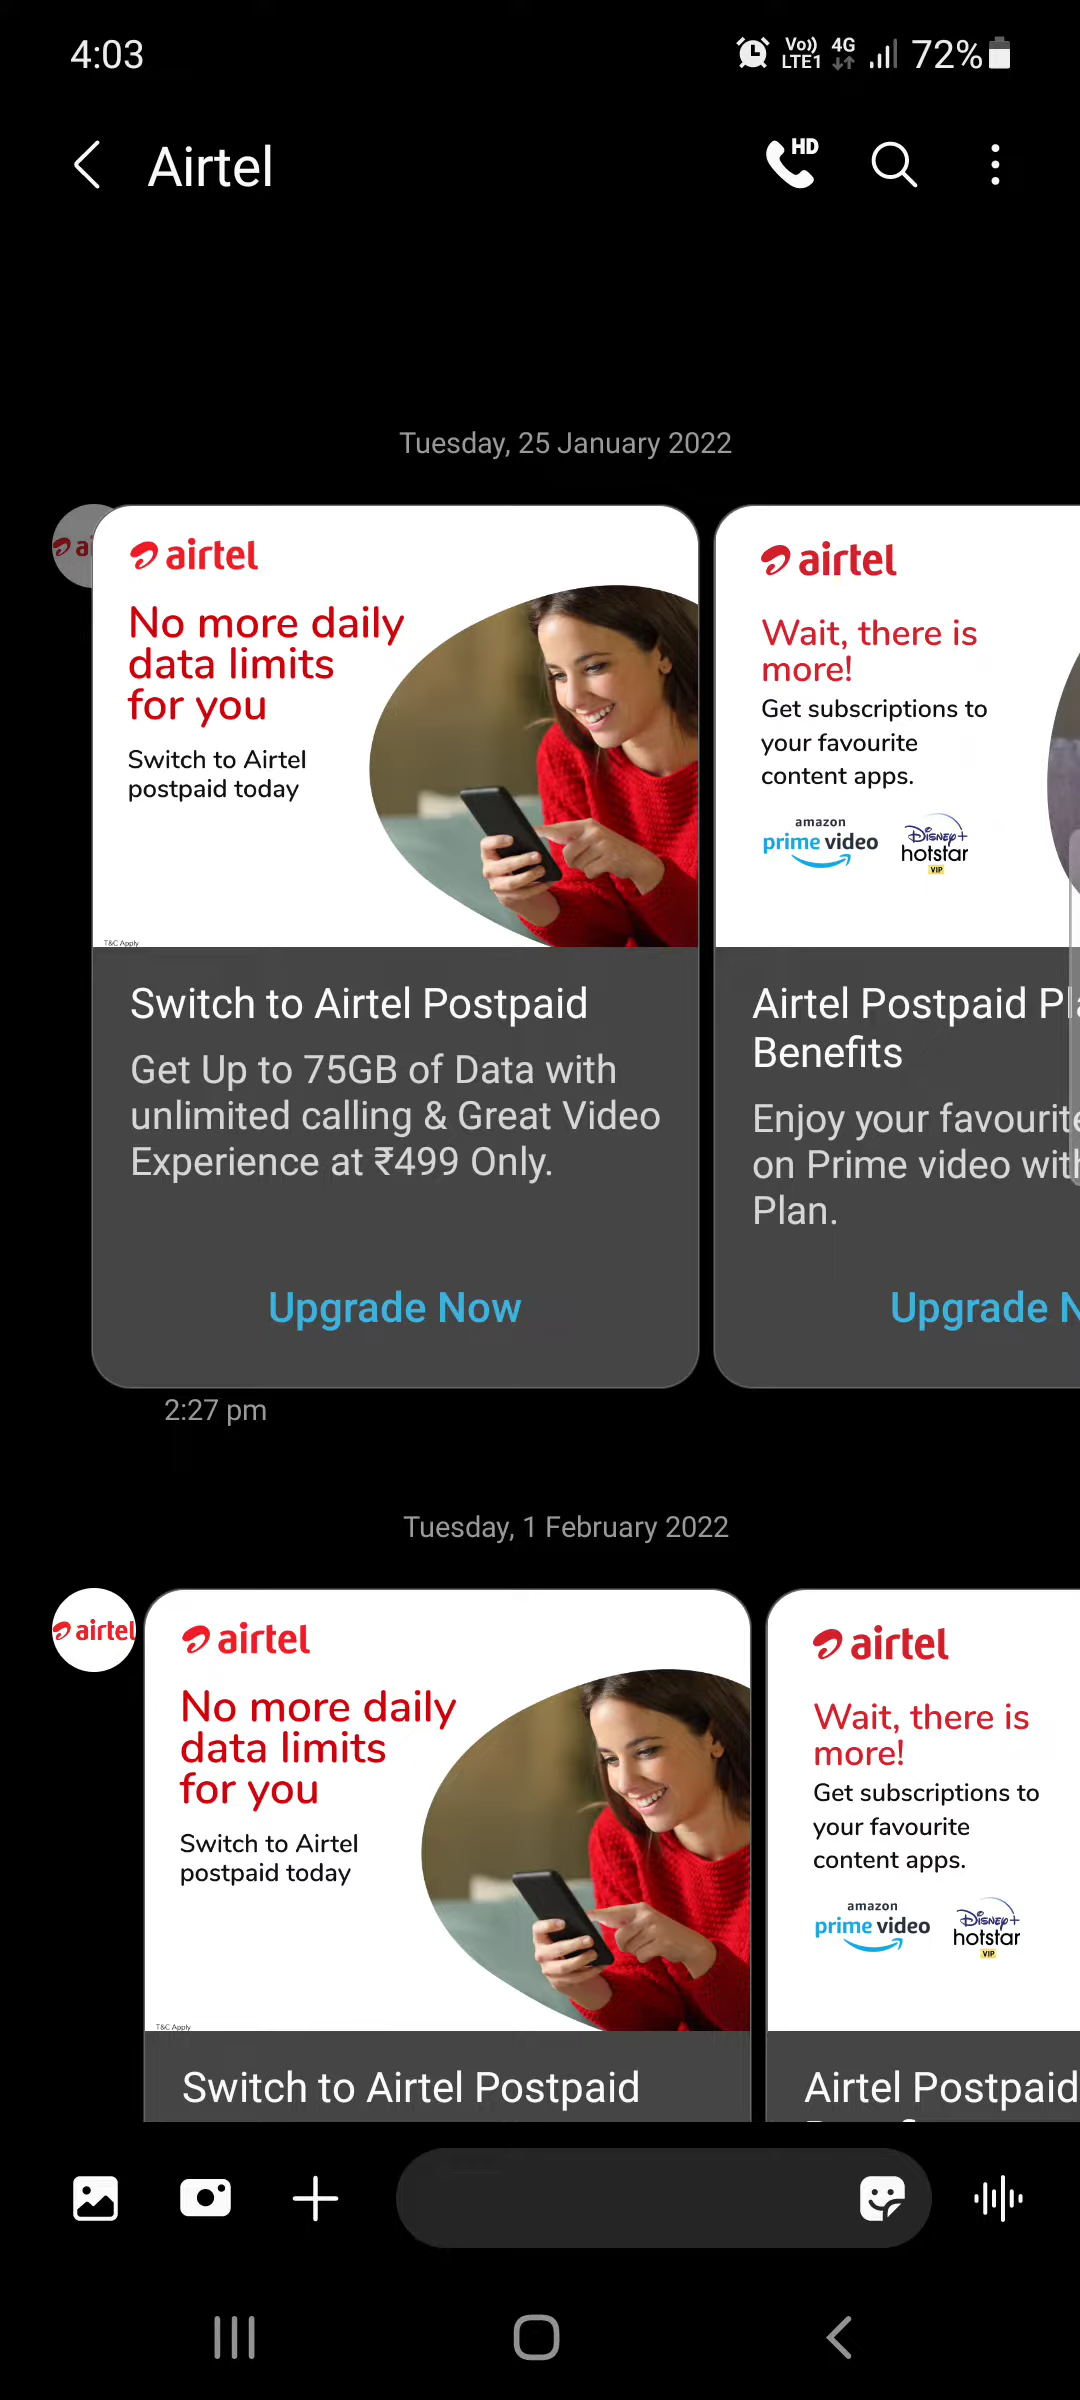 4:03
Vo)) LTE1 4G 72%
Airtel
HD
Tuesday, 25 January 2022
airtel
No more daily
data limits
for you
Switch to Airtel
postpaid today
T&C Apply
Switch to Airtel Postpaid
Get Up to 75GB of Data with
unlimited calling & Great Video
Experience at ₹499 Only.
Upgrade Now
airtel
Wait, there is
more!
Get subscriptions to
your favourite
content apps.
amazon
prime video
Disney+
hotstar
VIP
Airtel Postpaid
Benefits
Enjoy your favourite
on Prime video with
Plan.
Upgrade
2:27 pm
Tuesday, 1 February 2022
airtel
airtel
No more daily
data limits
for you
Switch to Airtel
postpaid today
T&C Apply
Switch to Airtel Postpaid
airtel
Wait, there is
more!
Get subscriptions to
your favourite
content apps.
amazon
prime video
Disney+
hotstar
VIP
Airtel Postpaid